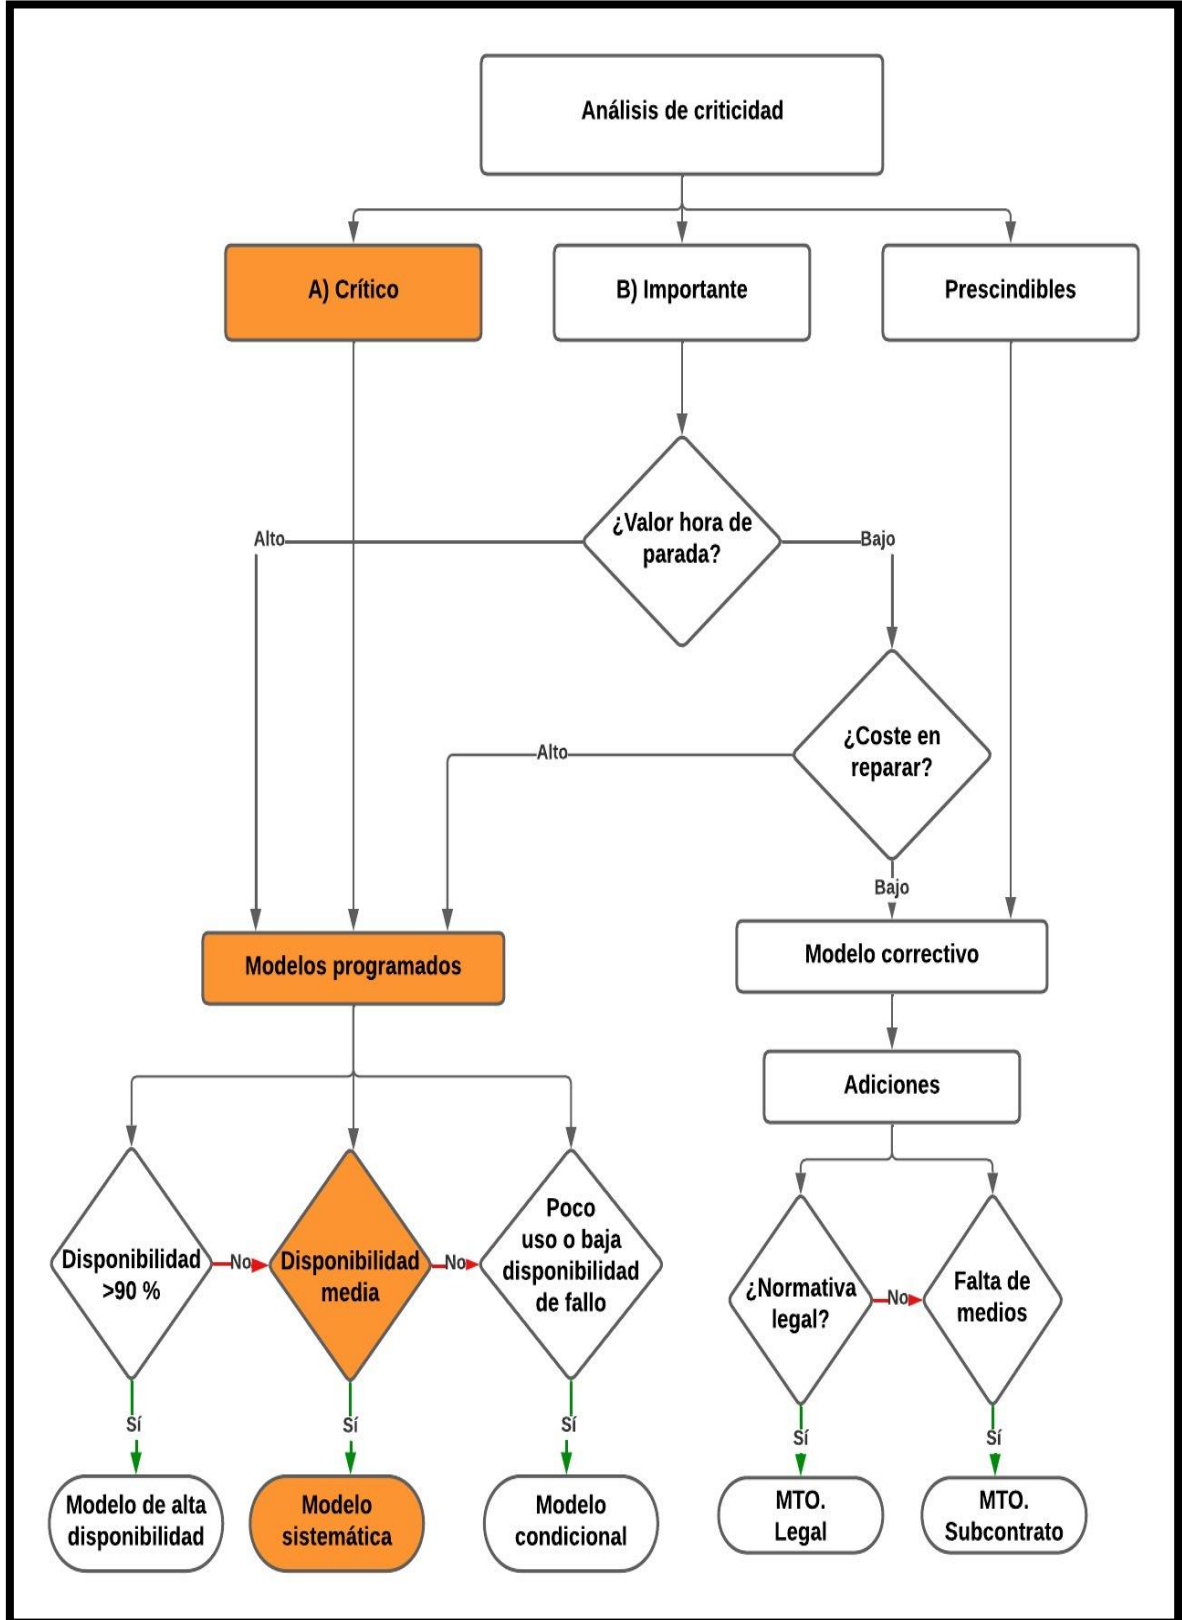 Análisis de criticidad
A) Crítico
B) Importante
Prescindibles
¿Valor hora de
parada?
Alto
Bajo
¿Coste en
reparar?
Alto
Bajo
Modelos programados
Modelo correctivo
Adiciones
Disponibilidad
>90 %
No
Disponibilidad
media
No
Poco
uso o baja
disponibilidad
de fallo
¿Normativa
legal?
No
Falta de
medios
Sí
Sí
Sí
Sí
Sí
Modelo de alta
disponibilidad
Modelo
sistemática
Modelo
condicional
MTO.
Legal
MTO.
Subcontrato